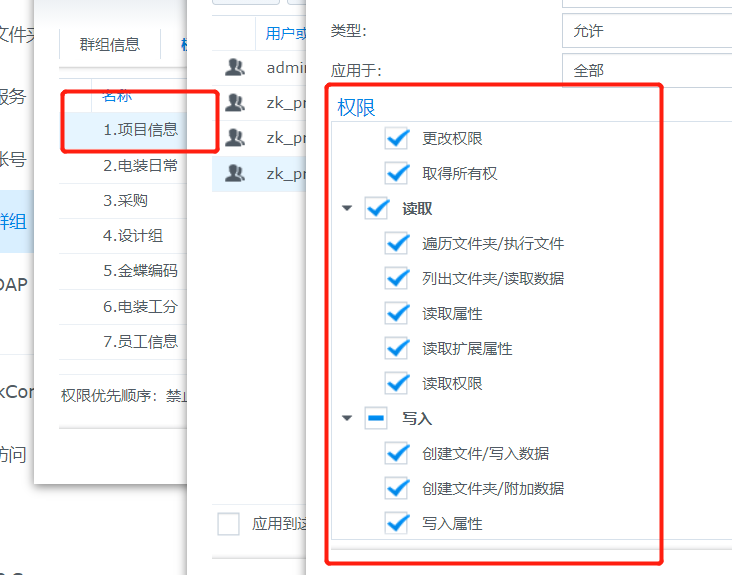 文件夹
服务
帐号
群组
DAP
访问
群组信息
名称
1.项目信息
2.电装日常
3.采购
4.设计组
5.金蝶编码
6.电装工分
7.员工信息
权限优先顺序：禁止
用户或
admin
zk_pr
zk_pr
zk_pr
应用到这
类型:
允许
应用于:
全部
权限
更改权限
取得所有权
读取
遍历文件夹/执行文件
列出文件夹/读取数据
读取属性
读取扩展属性
读取权限
写入
创建文件/写入数据
创建文件夹/附加数据
写入属性